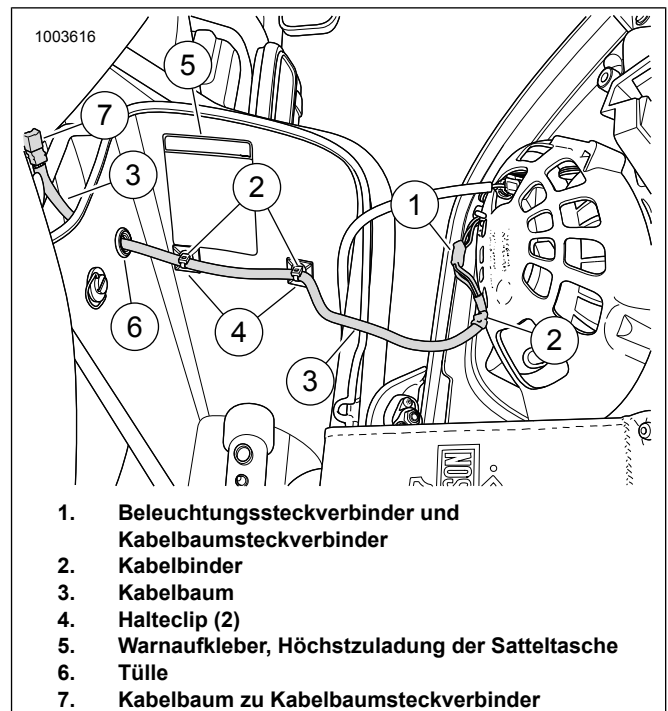 1003616
5
7
3
2
1
6
4
3
2
SON
1. Beleuchtungssteckverbinder und
Kabelbaumsteckverbinder
2. Kabelbinder
3. Kabelbaum
4. Halteclip (2)
5. Warnaufkleber, Höchstzuladung der Satteltasche
6. Tülle
7. Kabelbaum zu Kabelbaumsteckverbinder